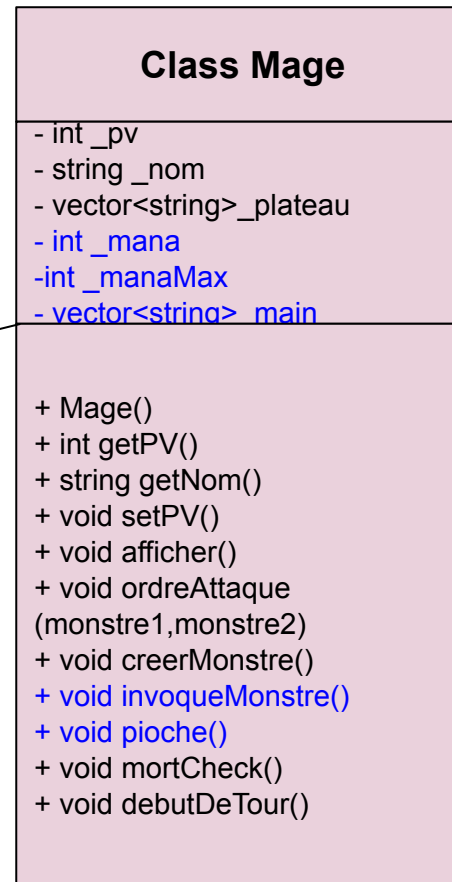 Class Mage
- int _pv
- string _nom
- vector<string>_plateau
- int _mana
-int _manaMax
- vector<string>_main
+ Mage()
+ int getPV()
+ string getNom()
+ void setPV()
+ void afficher()
+ void ordreAttaque
(monstre1,monstre2)
+ void creerMonstre()
+ void invoqueMonstre()
+ void pioche()
+ void mortCheck()
+ void debutDeTour()